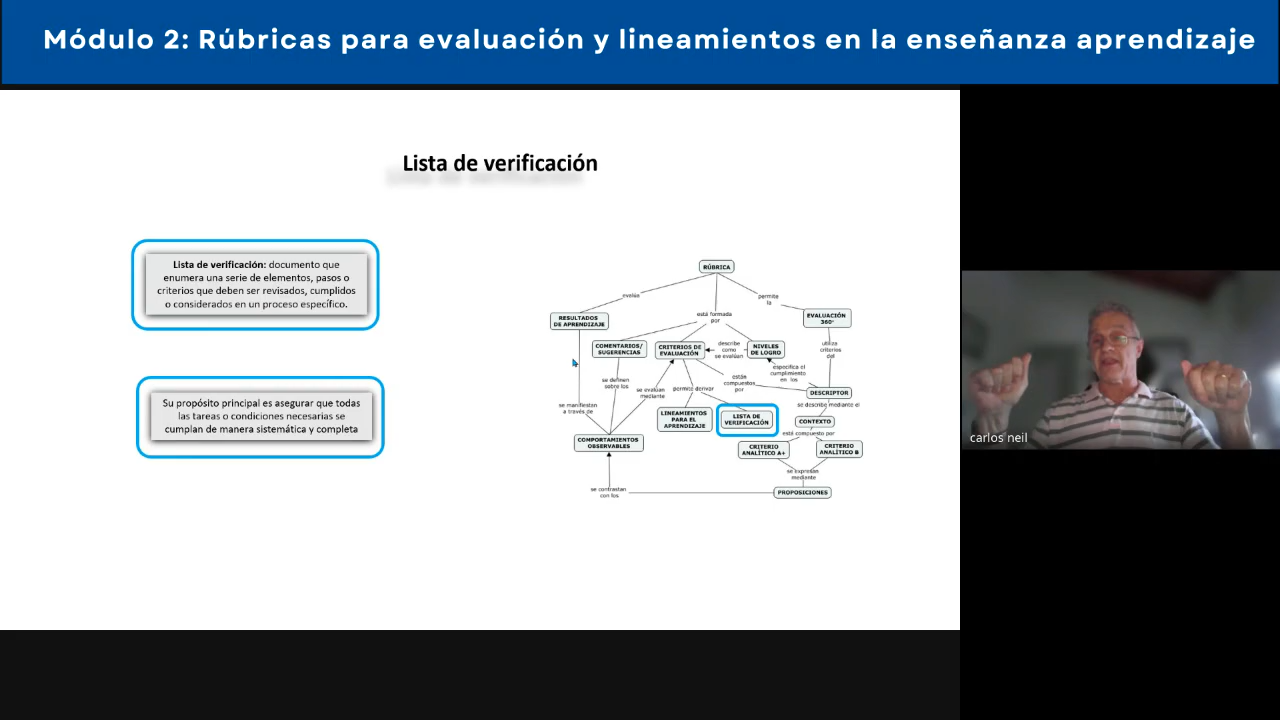 Módulo 2: Rúbricas para evaluación y lineamientos en la enseñanza aprendizaje
Lista de verificación
Lista de verificación: documento que
enumera una serie de elementos, pasos o
criterios que deben ser revisados, cumplidos
o considerados en un proceso específico.
Su propósito principal es asegurar que todas
las tareas o condiciones necesarias se
cumplan de manera sistemática y completa
RÚBRICA
evalúa
permite
la
está formada
por
RESULTADOS
DE APRENDIZAJE
EVALUACIÓN
360°
COMENTARIOS/
SUGERENCIAS
CRITERIOS DE
EVALUACIÓN
describe
como
se evalúan
NIVELES
DE LOGRO
utiliza
criterios
del
especifica el
cumplimiento
en los
se definen
sobre los
se evalúan
mediante
permite derivar
están
compuestos
por
DESCRIPTOR
se describe mediante el
se manifiestan
a través de
LINEAMIENTOS
PARA EL
APRENDIZAJE
LISTA DE
VERIFICACIÓN
CONTEXTO
está compuesto por
COMPORTAMIENTOS
OBSERVABLES
CRITERIO
ANALÍTICO A+
CRITERIO
ANALÍTICO B
se expresan
mediante
se contrastan
con los
PROPOSICIONES
carlos neil